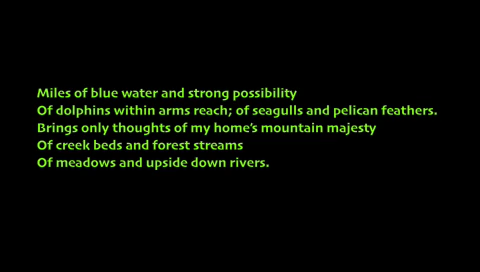 Miles of blue water and strong possibility
Of dolphins within arms reach; of seagulls and pelican feathers.
Brings only thoughts of my home's mountain majesty
Of creek beds and forest streams
Of meadows and upside down rivers.